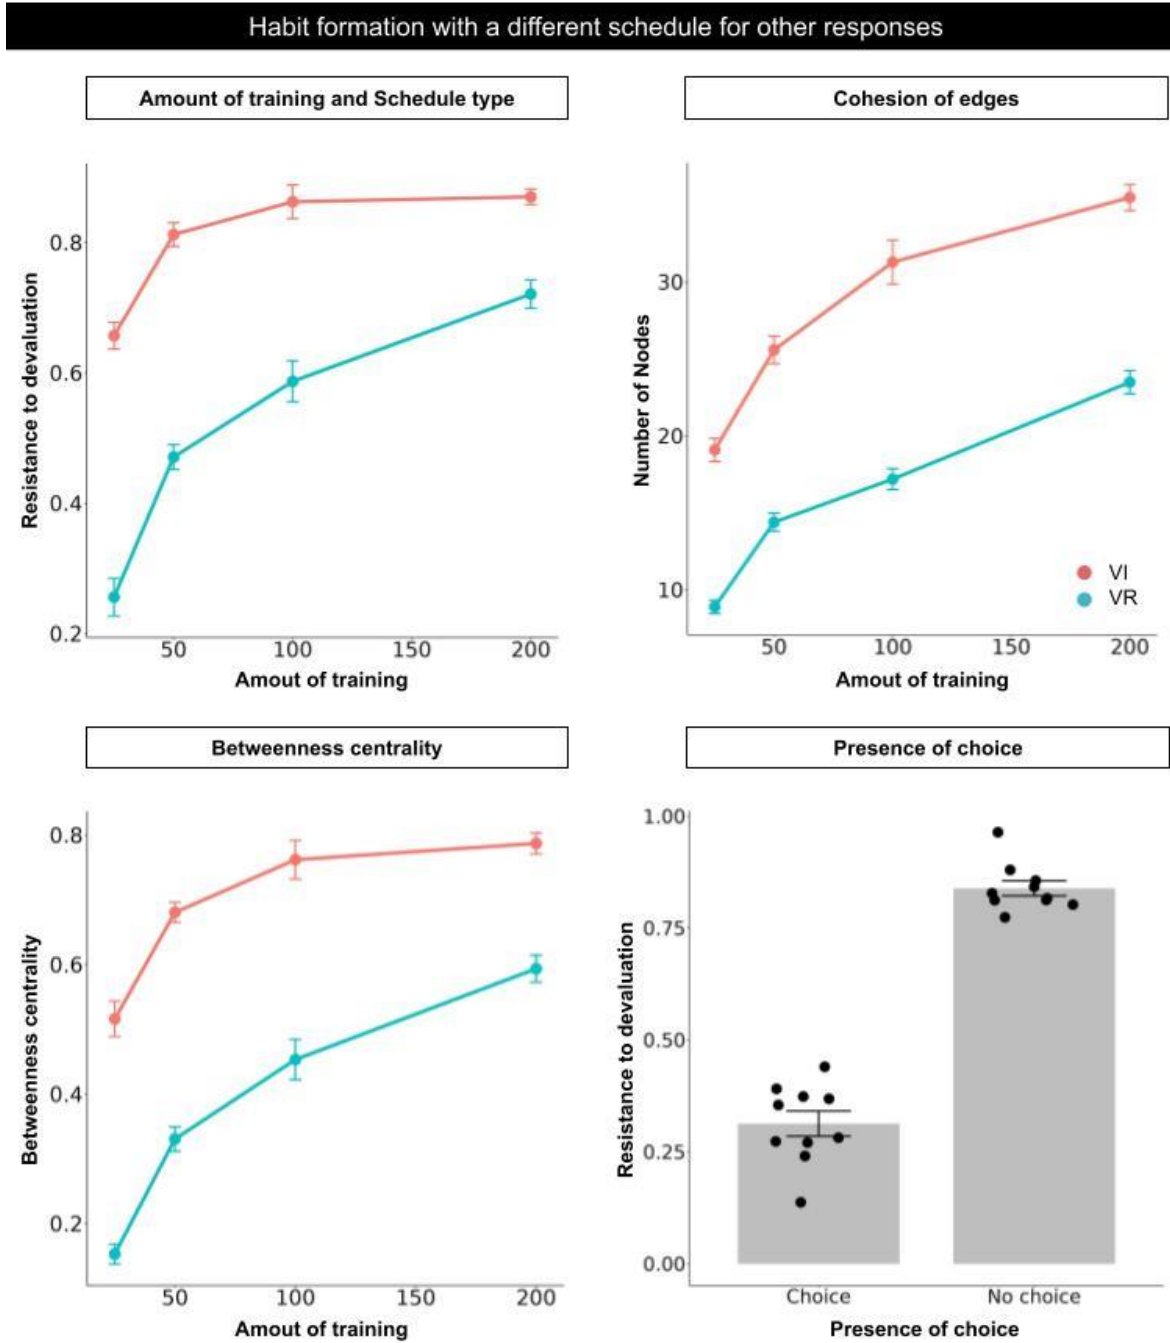 Habit formation with a different schedule for other responses
Amount of training and Schedule type
Cohesion of edges
Resistance to devaluation
0.8
0.6
0.4
0.2
50 100 150 200
Amout of training
Number of Nodes
30
20
10
VI
VR
50 100 150 200
Amout of training
Betweenness centrality
Presence of choice
Betweenness centrality
0.8
0.6
0.4
0.2
50 100 150 200
Amout of training
Resistance to devaluation
1.00
0.75
0.50
0.25
0.00
Choice No choice
Presence of choice